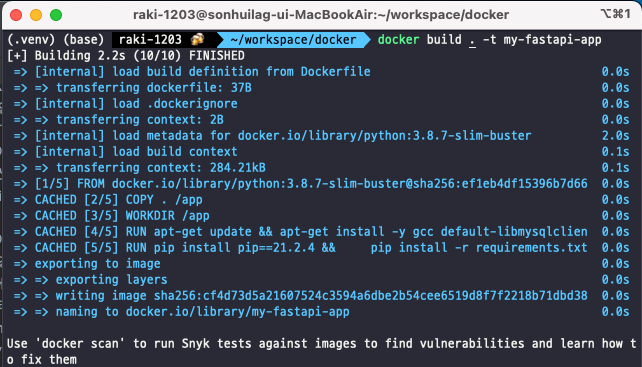 raki-1203@sonhuilag-ui-MacBookAir:~/workspace/docker
⌥⌘1
(.venv) (base) raki-1203 ~/workspace/docker docker build . -t my-fastapi-app
[+] Building 2.2s (10/10) FINISHED
=> [internal] load build definition from Dockerfile 0.0s
=> => transferring dockerfile: 37B 0.0s
=> [internal] load .dockerignore 0.0s
=> => transferring context: 2B 0.0s
=> [internal] load metadata for docker.io/library/python:3.8.7-slim-buster 2.0s
=> [internal] load build context 0.1s
=> => transferring context: 284.21kB 0.1s
=> [1/5] FROM docker.io/library/python:3.8.7-slim-buster@sha256:ef1eb4df15396b7d66 0.0s
=> CACHED [2/5] COPY . /app 0.0s
=> CACHED [3/5] WORKDIR /app 0.0s
=> CACHED [4/5] RUN apt-get update && apt-get install -y gcc default-libmysqlclien 0.0s
=> CACHED [5/5] RUN pip install pip==21.2.4 && pip install -r requirements.txt 0.0s
=> exporting to image 0.0s
=> => exporting layers 0.0s
=> => writing image sha256:cf4d73d5a21607524c3594a6dbe2b54cee6519d8f7f2218b71dbd38 0.0s
=> => naming to docker.io/library/my-fastapi-app 0.0s
Use 'docker scan' to run Snyk tests against images to find vulnerabilities and learn how t
o fix them